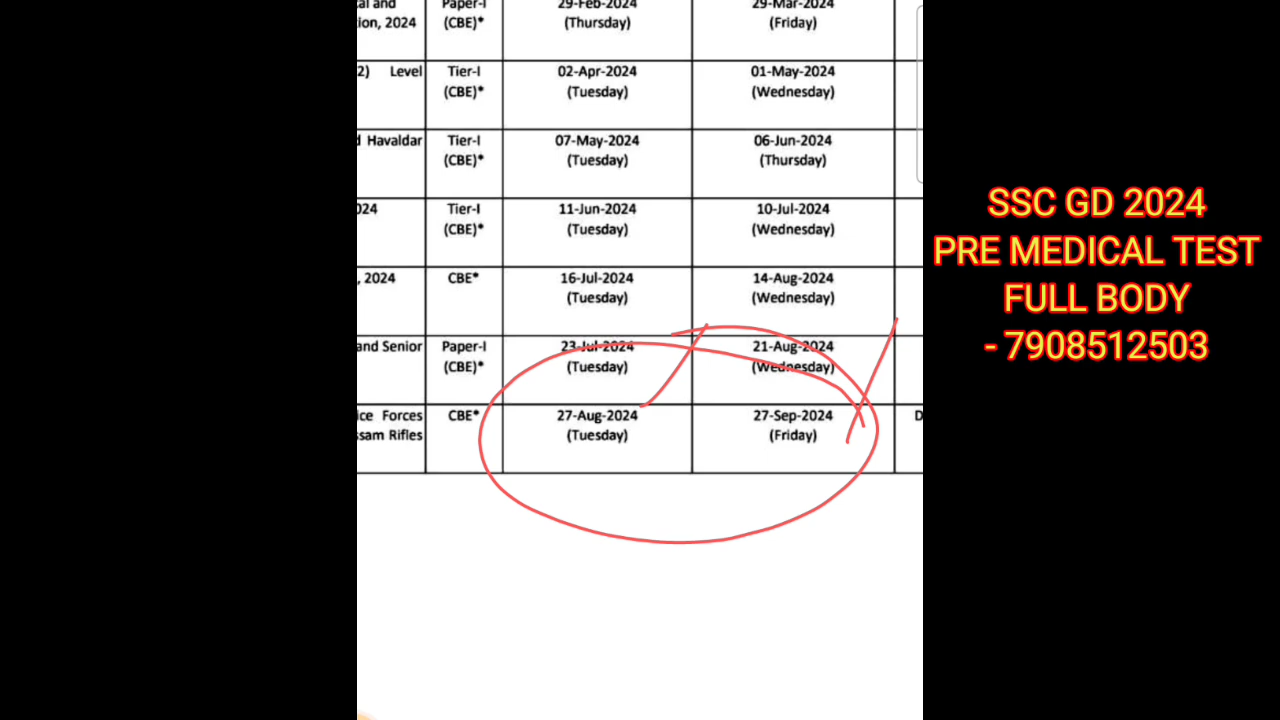 al and Paper-I 29-Feb-2024 29-Mar-2024
ion, 2024 (CBE)* (Thursday) (Friday)
2) Level Tier-I 02-Apr-2024 01-May-2024
(CBE)* (Tuesday) (Wednesday)
d Havaldar Tier-I 07-May-2024 06-Jun-2024
(CBE)* (Tuesday) (Thursday)
024 Tier-I 11-Jun-2024 10-Jul-2024
(CBE)* (Tuesday) (Wednesday)
, 2024 CBE* 16-Jul-2024 14-Aug-2024
(Tuesday) (Wednesday)
and Senior Paper-I 23-Jul-2024 21-Aug-2024
(CBE)* (Tuesday) (Wednesday)
ice Forces CBE* 27-Aug-2024 27-Sep-2024 D
ssam Rifles (Tuesday) (Friday)
SSC GD 2024
PRE MEDICAL TEST
FULL BODY
- 7908512503